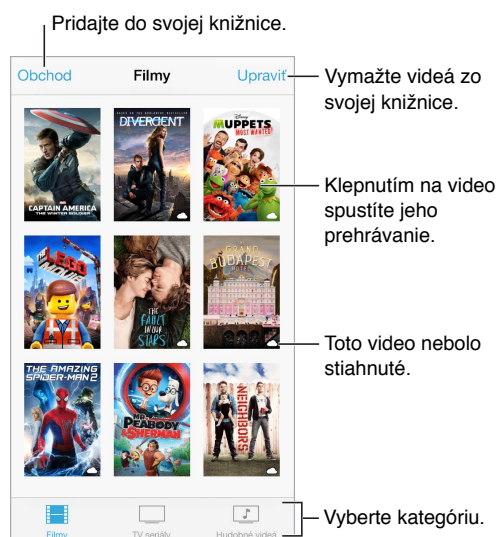 Pridajte do svojej knižnice.
Obchod
Filmy
Upraviť
Vymažte videá zo
svojej knižnice.
CAPTAIN AMERICA
THE WINTER SOLDIER
DIVERGENT
Disney
MUPPETS
MOST WANTED
Klepnutím na video
spustíte jeho
prehrávanie.
THE LEGO
MOVIE
THE
FAULT
IN OUR
STARS
GRAND
BUDAPEST
HOTEL
Toto video nebolo
stiahnuté.
THE AMAZING
SPIDER-MAN 2
MR.
PEABODY
&SHERMAN
NEIGHBORS
Filmy
TV seriály
Hudobné videá
Vyberte kategóriu.